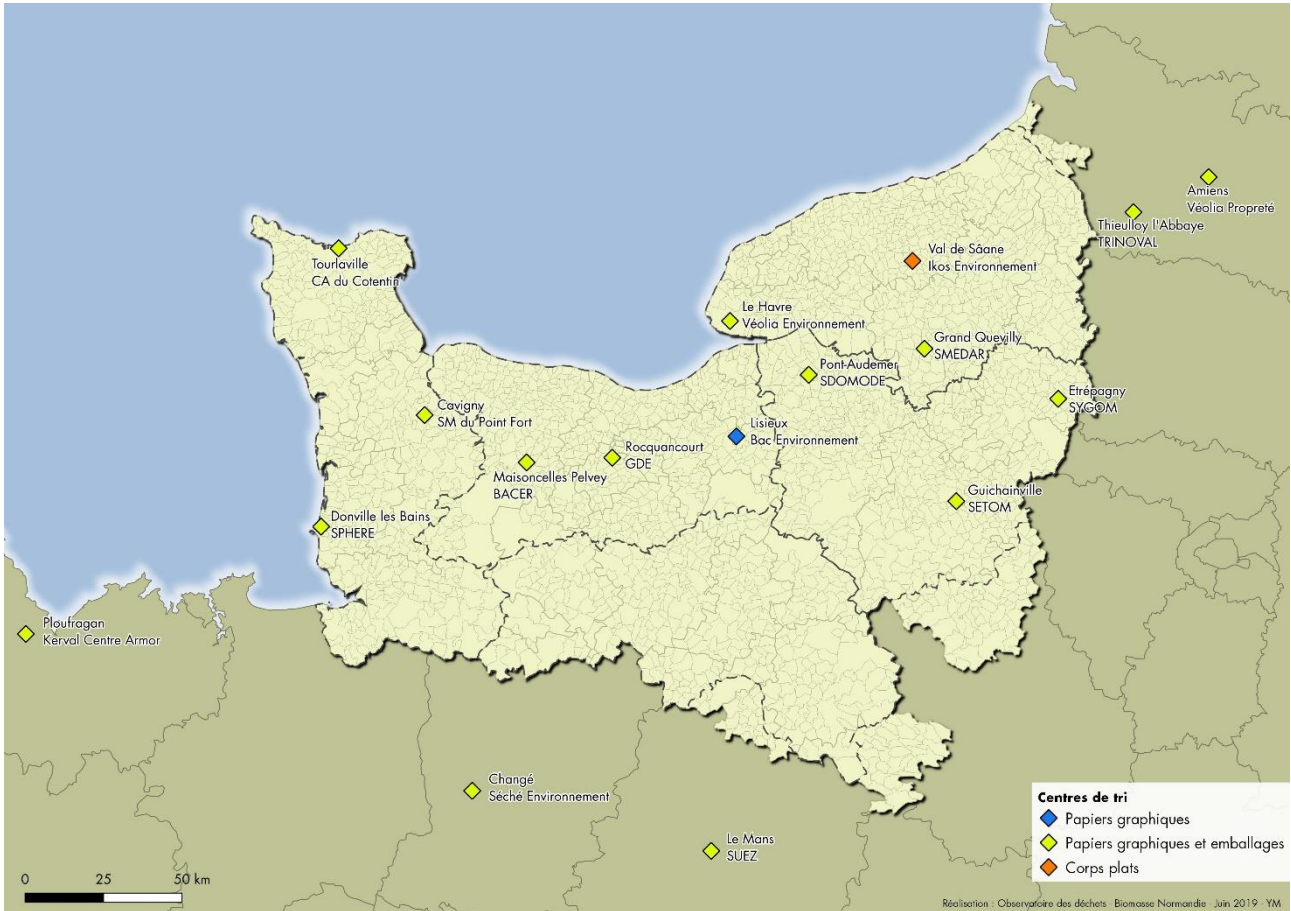 Amiens
Véolia Propreté
Thieulloy l'Abbaye
TRINOVAL
Tourlaville
CA du Cotentin
Val de Sâane
Ikos Environnement
Le Havre
Véolia Environnement
Grand Quevilly
SMEDAR
Pont-Audemer
SDOMODE
Etrépagny
SYGOM
Cavigny
SM du Point Fort
Lisieux
Bac Environnement
Rocquancourt
GDE
Maisoncelles Pelvey
BACER
Guichainville
SETOM
Donville les Bains
SPHERE
Ploufragan
Kerval Centre Armor
Changé
Séché Environnement
Le Mans
SUEZ
Centres de tri
Papiers graphiques
Papiers graphiques et emballages
Corps plats
0 25 50 km
Réalisation : Observatoire des déchets - Biomasse Normandie - Juin 2019 - YM